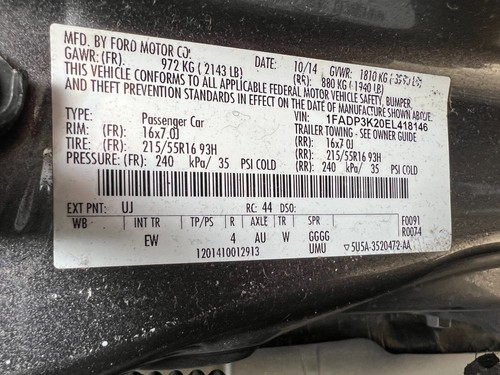 MFD. BY FORD MOTOR CO.
DATE: 10/14 GVWR: 1810 KG
GAWR: (FR) 972 KG ( 2143 LB) (RR): 880 KG ( 1940 LB)
THIS VEHICLE CONFORMS TO ALL APPLICABLE FEDERAL MOTOR VEHICLE SAFETY, BUMPER,
AND THEFT PREVENTION STANDARDS IN EFFECT ON THE DATE OF MANUFACTURE SHOWN ABOVE.
VIN: 1FADP3K20EL418146
TYPE: Passenger Car TRAILER TOWING - SEE OWNER GUIDE
RIM: (FR) 16x7.0J (RR): 16x7.0J
TIRE: (FR): 215/55R16 93H (RR): 215/55R16 93H
PRESSURE: (FR): 240 kPa/ 35 PSI COLD (RR): 240 kPa/ 35 PSI COLD
EXT PNT: UJ RC: 44 DSO:
WB INT TR TP/PS R AXLE TR SPR F0091
EW 4 AU W GGGG R0074
1201410012913 UMU ▽5U5A-3520472-AA